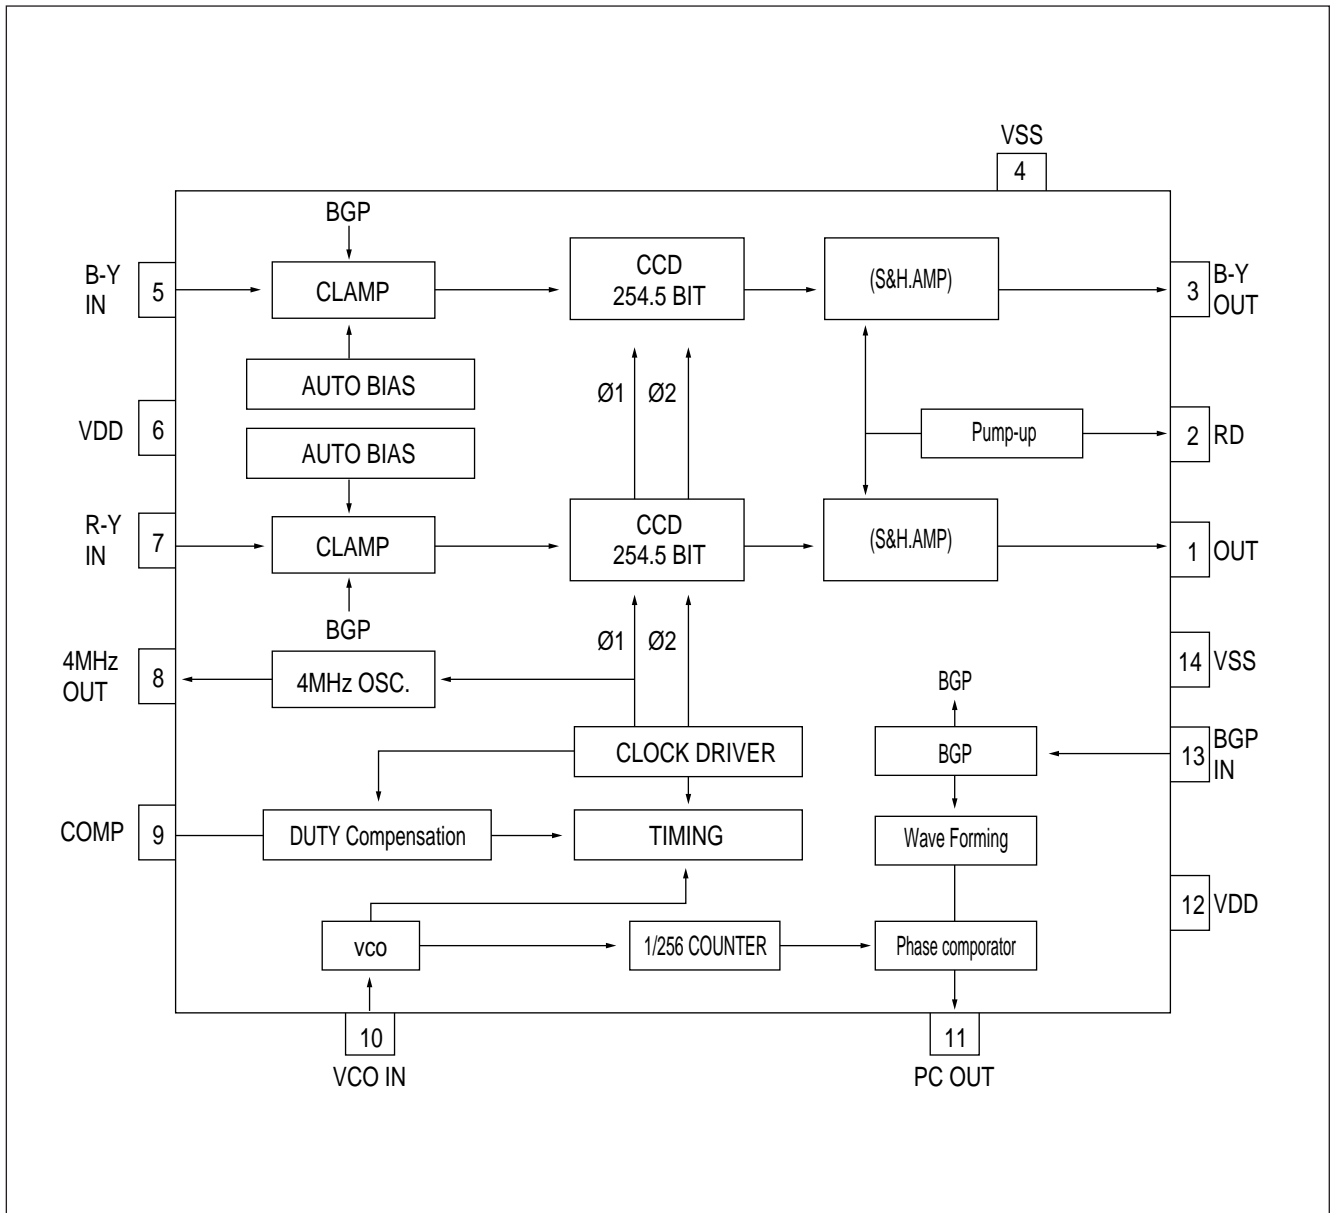 VSS
4
BGP
B-Y
IN
5
CLAMP
CCD
254.5 BIT
(S&H.AMP)
3
B-Y
OUT
AUTO BIAS
Ø1
Ø2
VDD
6
AUTO BIAS
Pump-up
2
RD
R-Y
IN
7
CLAMP
CCD
254.5 BIT
(S&H.AMP)
1
OUT
BGP
Ø1
Ø2
4MHz
OUT
8
4MHz OSC.
14
VSS
BGP
CLOCK DRIVER
BGP
13
BGP
IN
COMP
9
DUTY Compensation
TIMING
Wave Forming
12
VDD
vco
1/256 COUNTER
Phase comporator
10
VCO IN
11
PC OUT